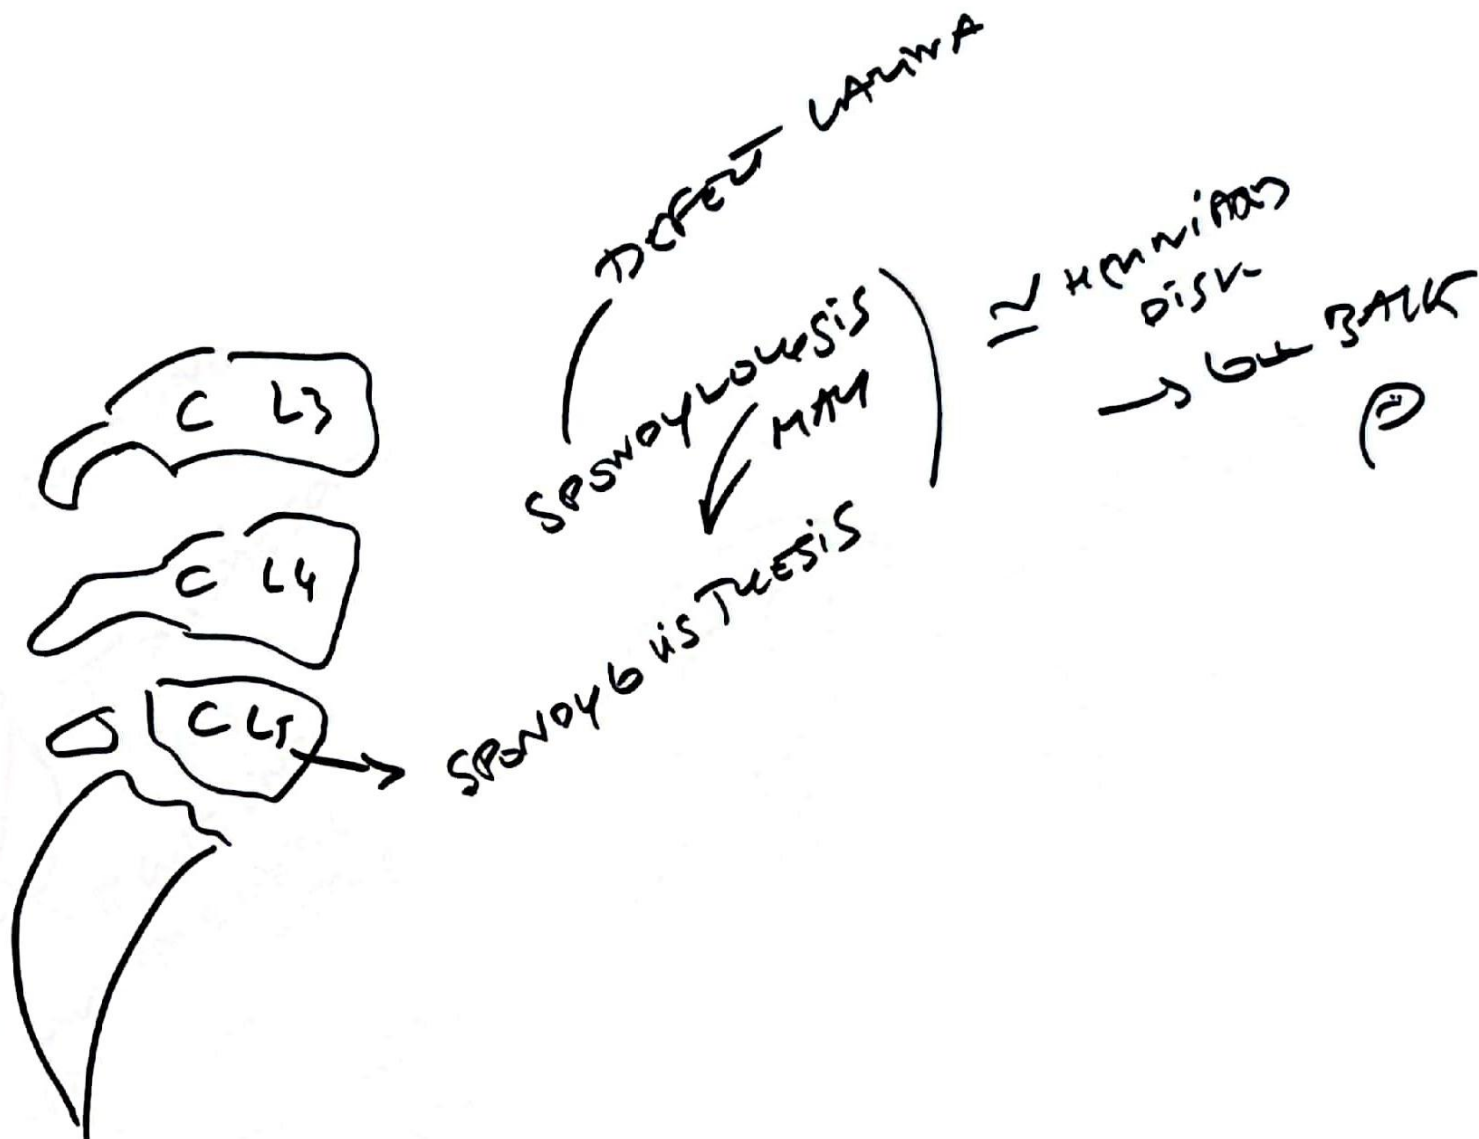 DEFECT LAMINA
SPONDYLOLYSIS
MAY
SPONDYLOLISTHESIS
≃ HERNIATED
DISK
→ LOW BACK
P
C L3
C L4
C L5